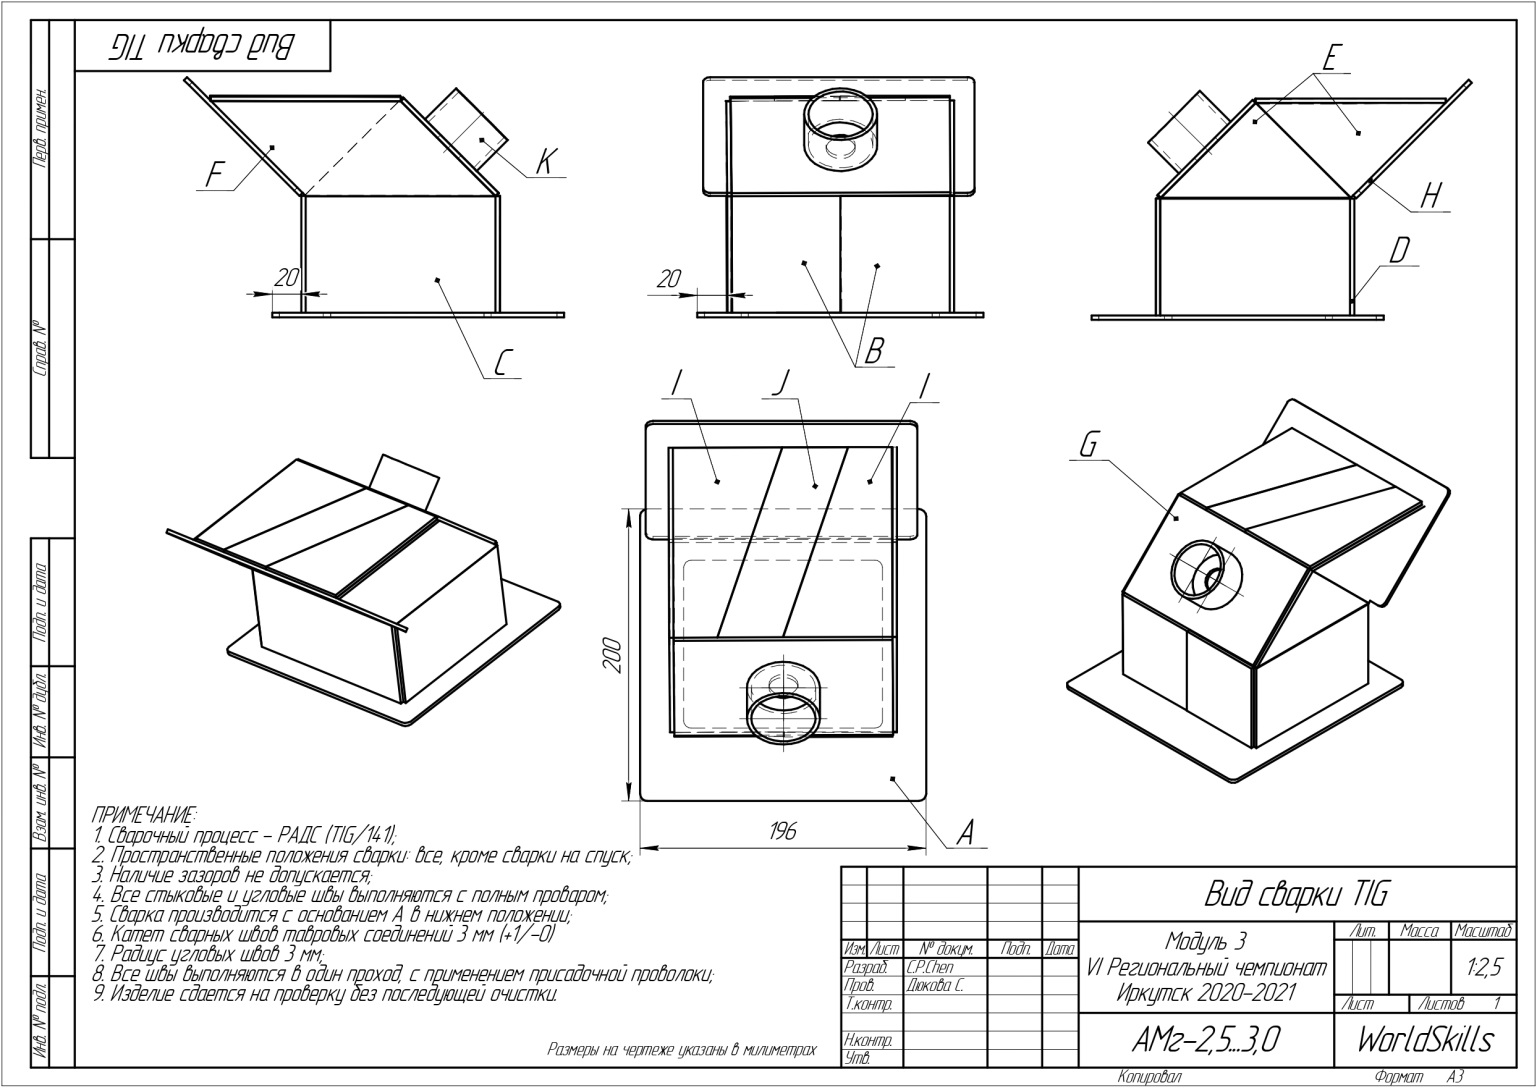 Вид сварки TIG
Перв. примен.
Справ. №
Подп. и дата
Инв. № дубл.
Взам. инв. №
Подп. и дата
Инв. № подл.
F
K
20
C
20
B
E
H
D
I
J
I
G
200
196
A
ПРИМЕЧАНИЕ:
1. Сварочный процесс – РАДС (TIG/141);
2. Пространственные положения сварки: все, кроме сварки на спуск;
3. Наличие зазоров не допускается;
4. Все стыковые и угловые швы выполняются с полным проваром;
5. Сварка производится с основанием А в нижнем положении;
6. Катет сварных швов тавровых соединений 3 мм (+1/-0)
7. Радиус угловых швов 3 мм;
8. Все швы выполняются в один проход, с применением присадочной проволоки;
9. Изделие сдается на проверку без последующей очистки.
Размеры на чертеже указаны в милиметрах
Изм. Лист № докум. Подп. Дата
Разраб. C.P.Chen
Пров. Дюкова С.
Т.контр.
Н.контр.
Утв.
Вид сварки TIG
Модуль 3
VI Региональный чемпионат
Иркутск 2020-2021
Лит. Масса Масштаб
1:2,5
Лист Листов 1
АМг-2,5...3,0
WorldSkills
Копировал Формат А3